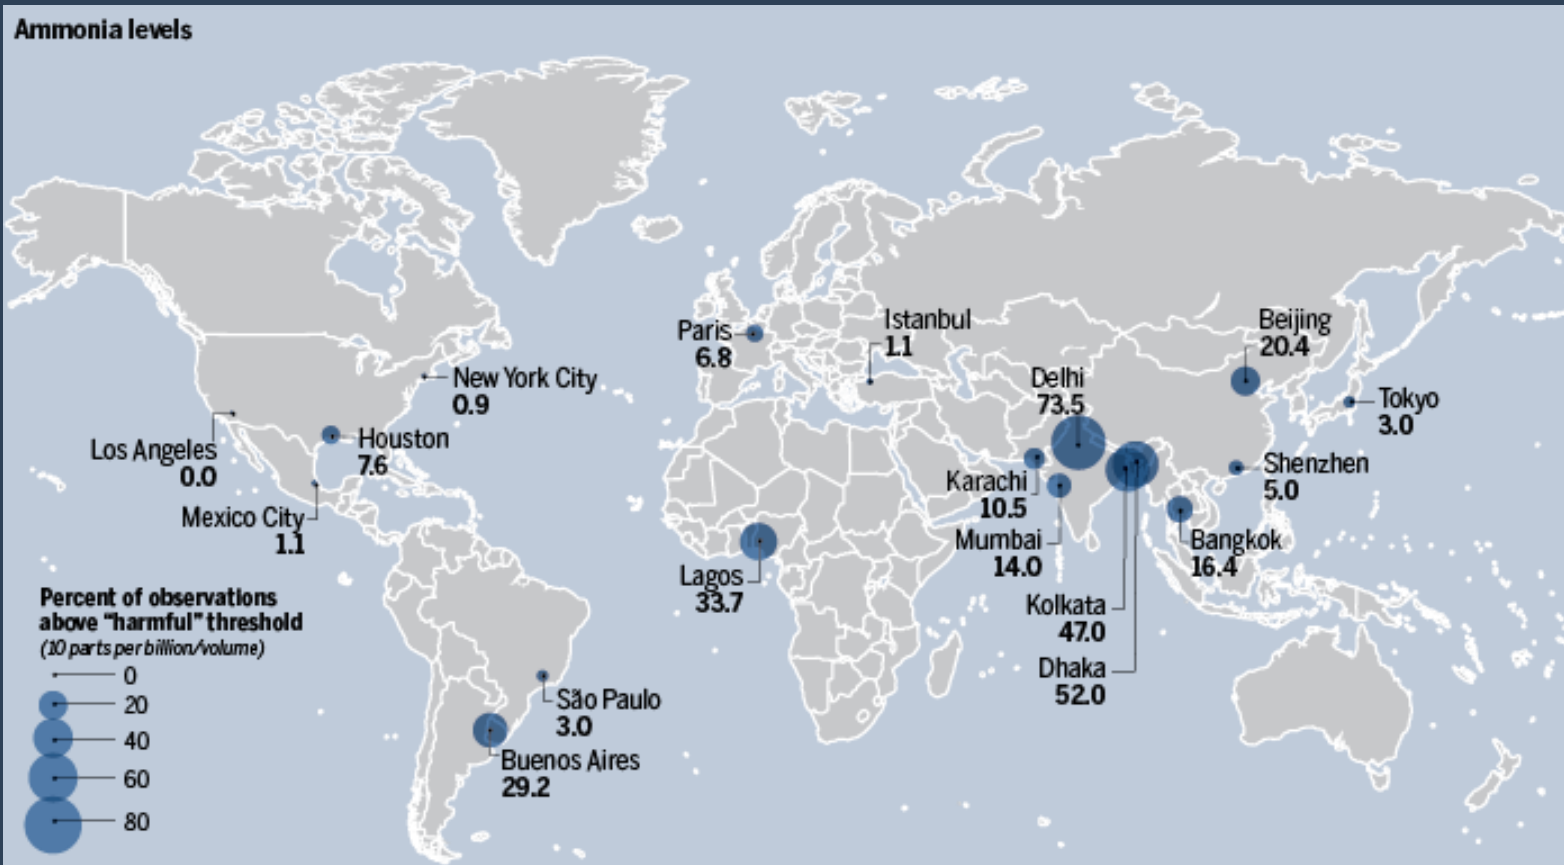 Ammonia levels
Paris
6.8
Istanbul
1.1
Beijing
20.4
New York City
0.9
Delhi
73.5
Tokyo
3.0
Los Angeles
0.0
Houston
7.6
Karachi
10.5
Shenzhen
5.0
Mexico City
1.1
Mumbai
14.0
Bangkok
16.4
Lagos
33.7
Kolkata
47.0
Dhaka
52.0
São Paulo
3.0
Buenos Aires
29.2
Percent of observations
above “harmful” threshold
(10 parts per billion/volume)
0
20
40
60
80